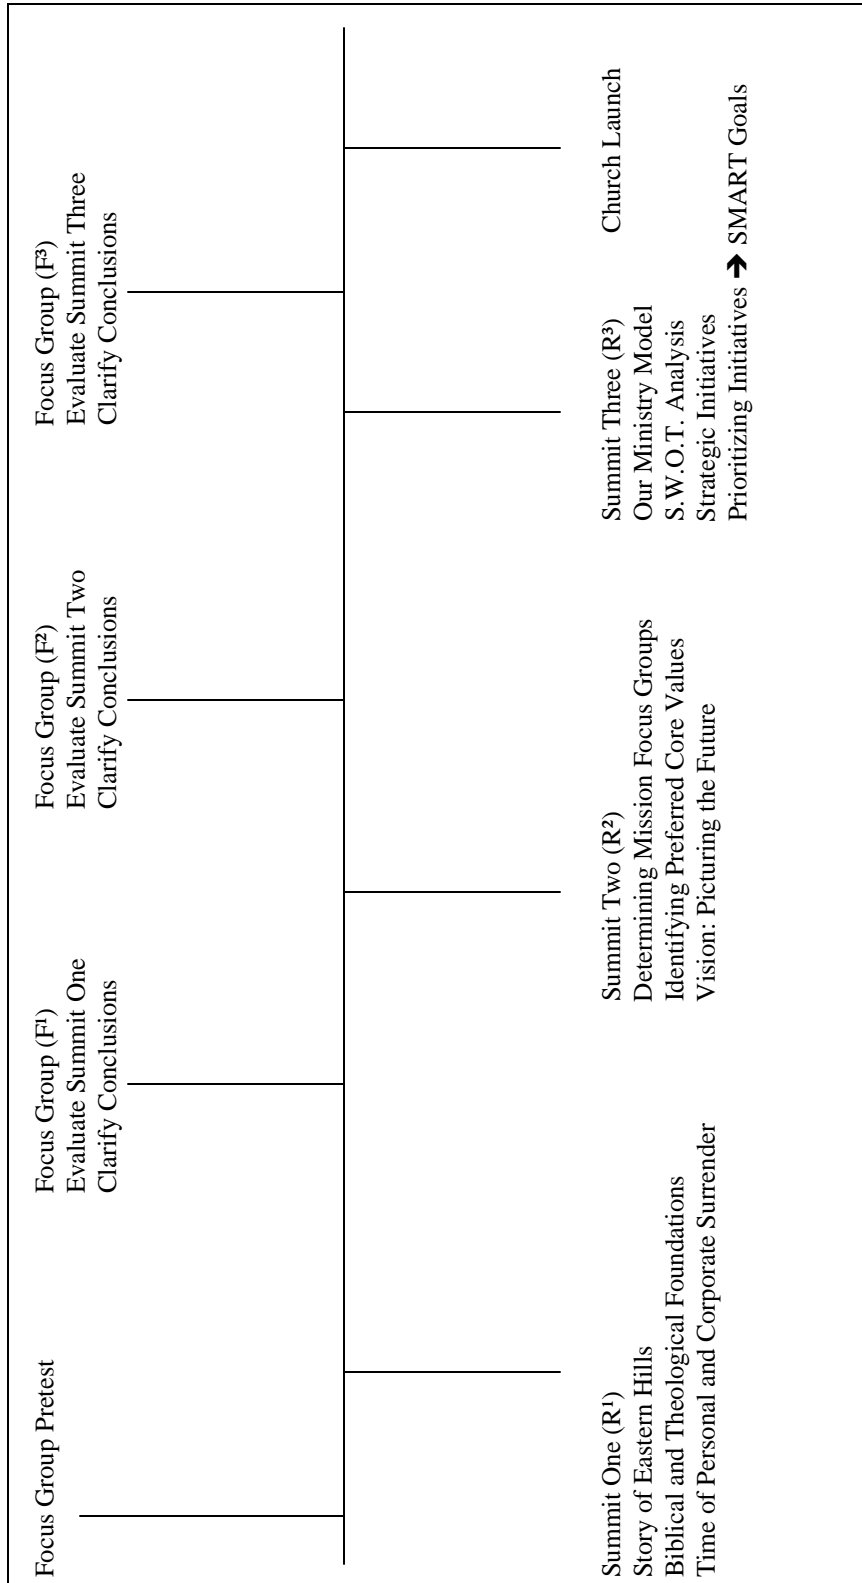 Focus Group Pretest
Focus Group (F¹)
Evaluate Summit One
Clarify Conclusions
Focus Group (F²)
Evaluate Summit Two
Clarify Conclusions
Focus Group (F³)
Evaluate Summit Three
Clarify Conclusions
Summit One (R¹)
Story of Eastern Hills
Biblical and Theological Foundations
Time of Personal and Corporate Surrender
Summit Two (R²)
Determining Mission Focus Groups
Identifying Preferred Core Values
Vision: Picturing the Future
Summit Three (R³)
Our Ministry Model
S.W.O.T. Analysis
Strategic Initiatives
Prioritizing Initiatives ➔ SMART Goals
Church Launch